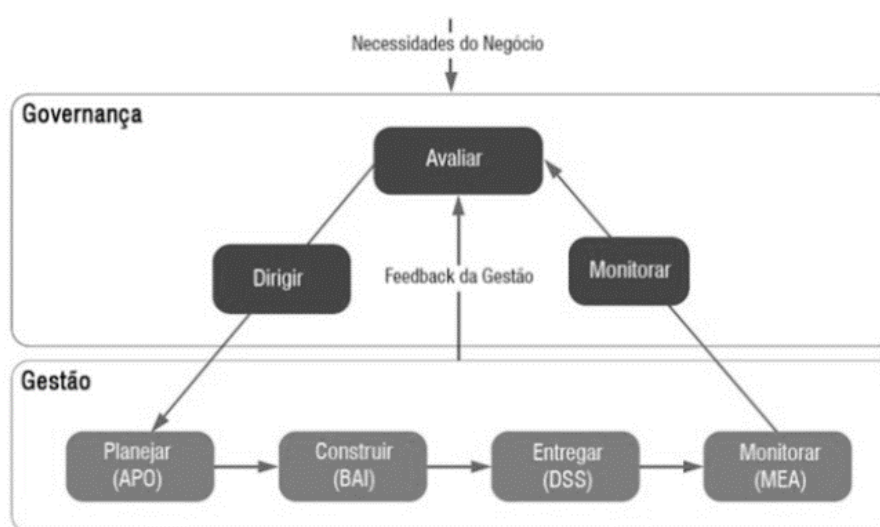 Necessidades do Negócio
Governança
Avaliar
Dirigir
Feedback da Gestão
Monitorar
Gestão
Planejar
(APO)
Construir
(BAI)
Entregar
(DSS)
Monitorar
(MEA)